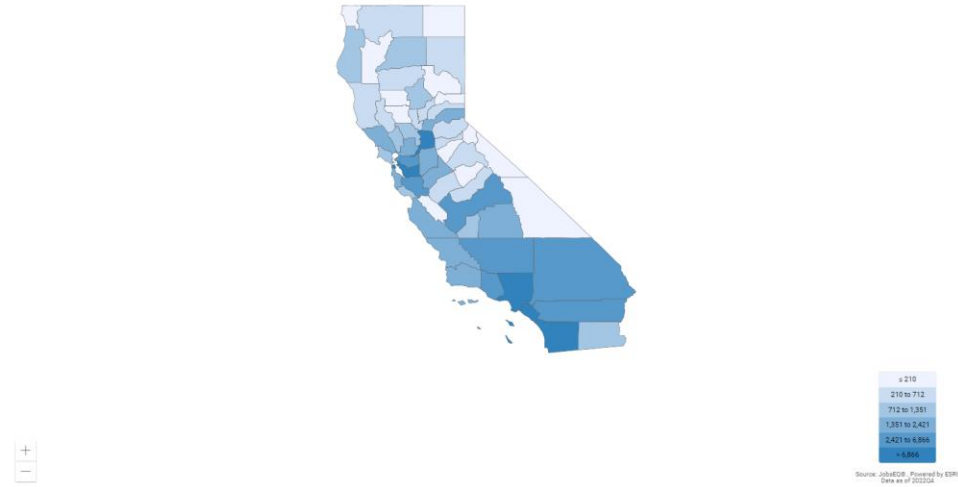 ≤ 210
210 to 712
712 to 1,351
1,351 to 2,421
2,421 to 6,866
> 6,866
Source: JobsEQ®, Powered by ESRI
Data as of 2022Q4
+
−